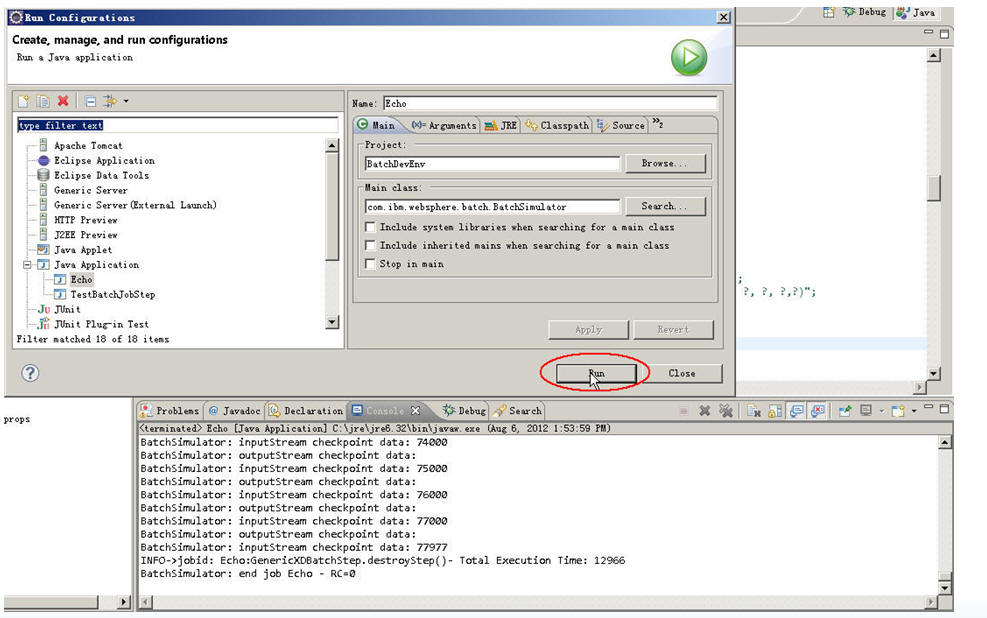 Run Configurations
Debug Java
Create, manage, and run configurations
Run a Java application
type filter text
Apache Tomcat
Eclipse Application
Eclipse Data Tools
Generic Server
Generic Server(External Launch)
HTTP Preview
J2EE Preview
Java Applet
Java Application
Echo
TestBatchJobStep
JUnit
JUnit Plug-in Test
Filter matched 18 of 18 items
Name: Echo
Main (x)= Arguments JRE Classpath Source »2
Project:
BatchDevEnv Browse...
Main class:
com.ibm.websphere.batch.BatchSimulator Search...
Include system libraries when searching for a main class
Include inherited mains when searching for a main class
Stop in main
Apply Revert
Run Close
;
?, ?, ?,?)";
props
Problems @ Javadoc Declaration Console Debug Search
<terminated> Echo [Java Application] C:\jre\jre6.32\bin\javaw.exe (Aug 6, 2012 1:53:59 PM)
BatchSimulator: inputStream checkpoint data: 74000
BatchSimulator: outputStream checkpoint data:
BatchSimulator: inputStream checkpoint data: 75000
BatchSimulator: outputStream checkpoint data:
BatchSimulator: inputStream checkpoint data: 76000
BatchSimulator: outputStream checkpoint data:
BatchSimulator: inputStream checkpoint data: 77000
BatchSimulator: outputStream checkpoint data:
BatchSimulator: inputStream checkpoint data: 77977
INFO->jobid: Echo:GenericXDBatchStep.destroyStep()- Total Execution Time: 12966
BatchSimulator: end job Echo - RC=0